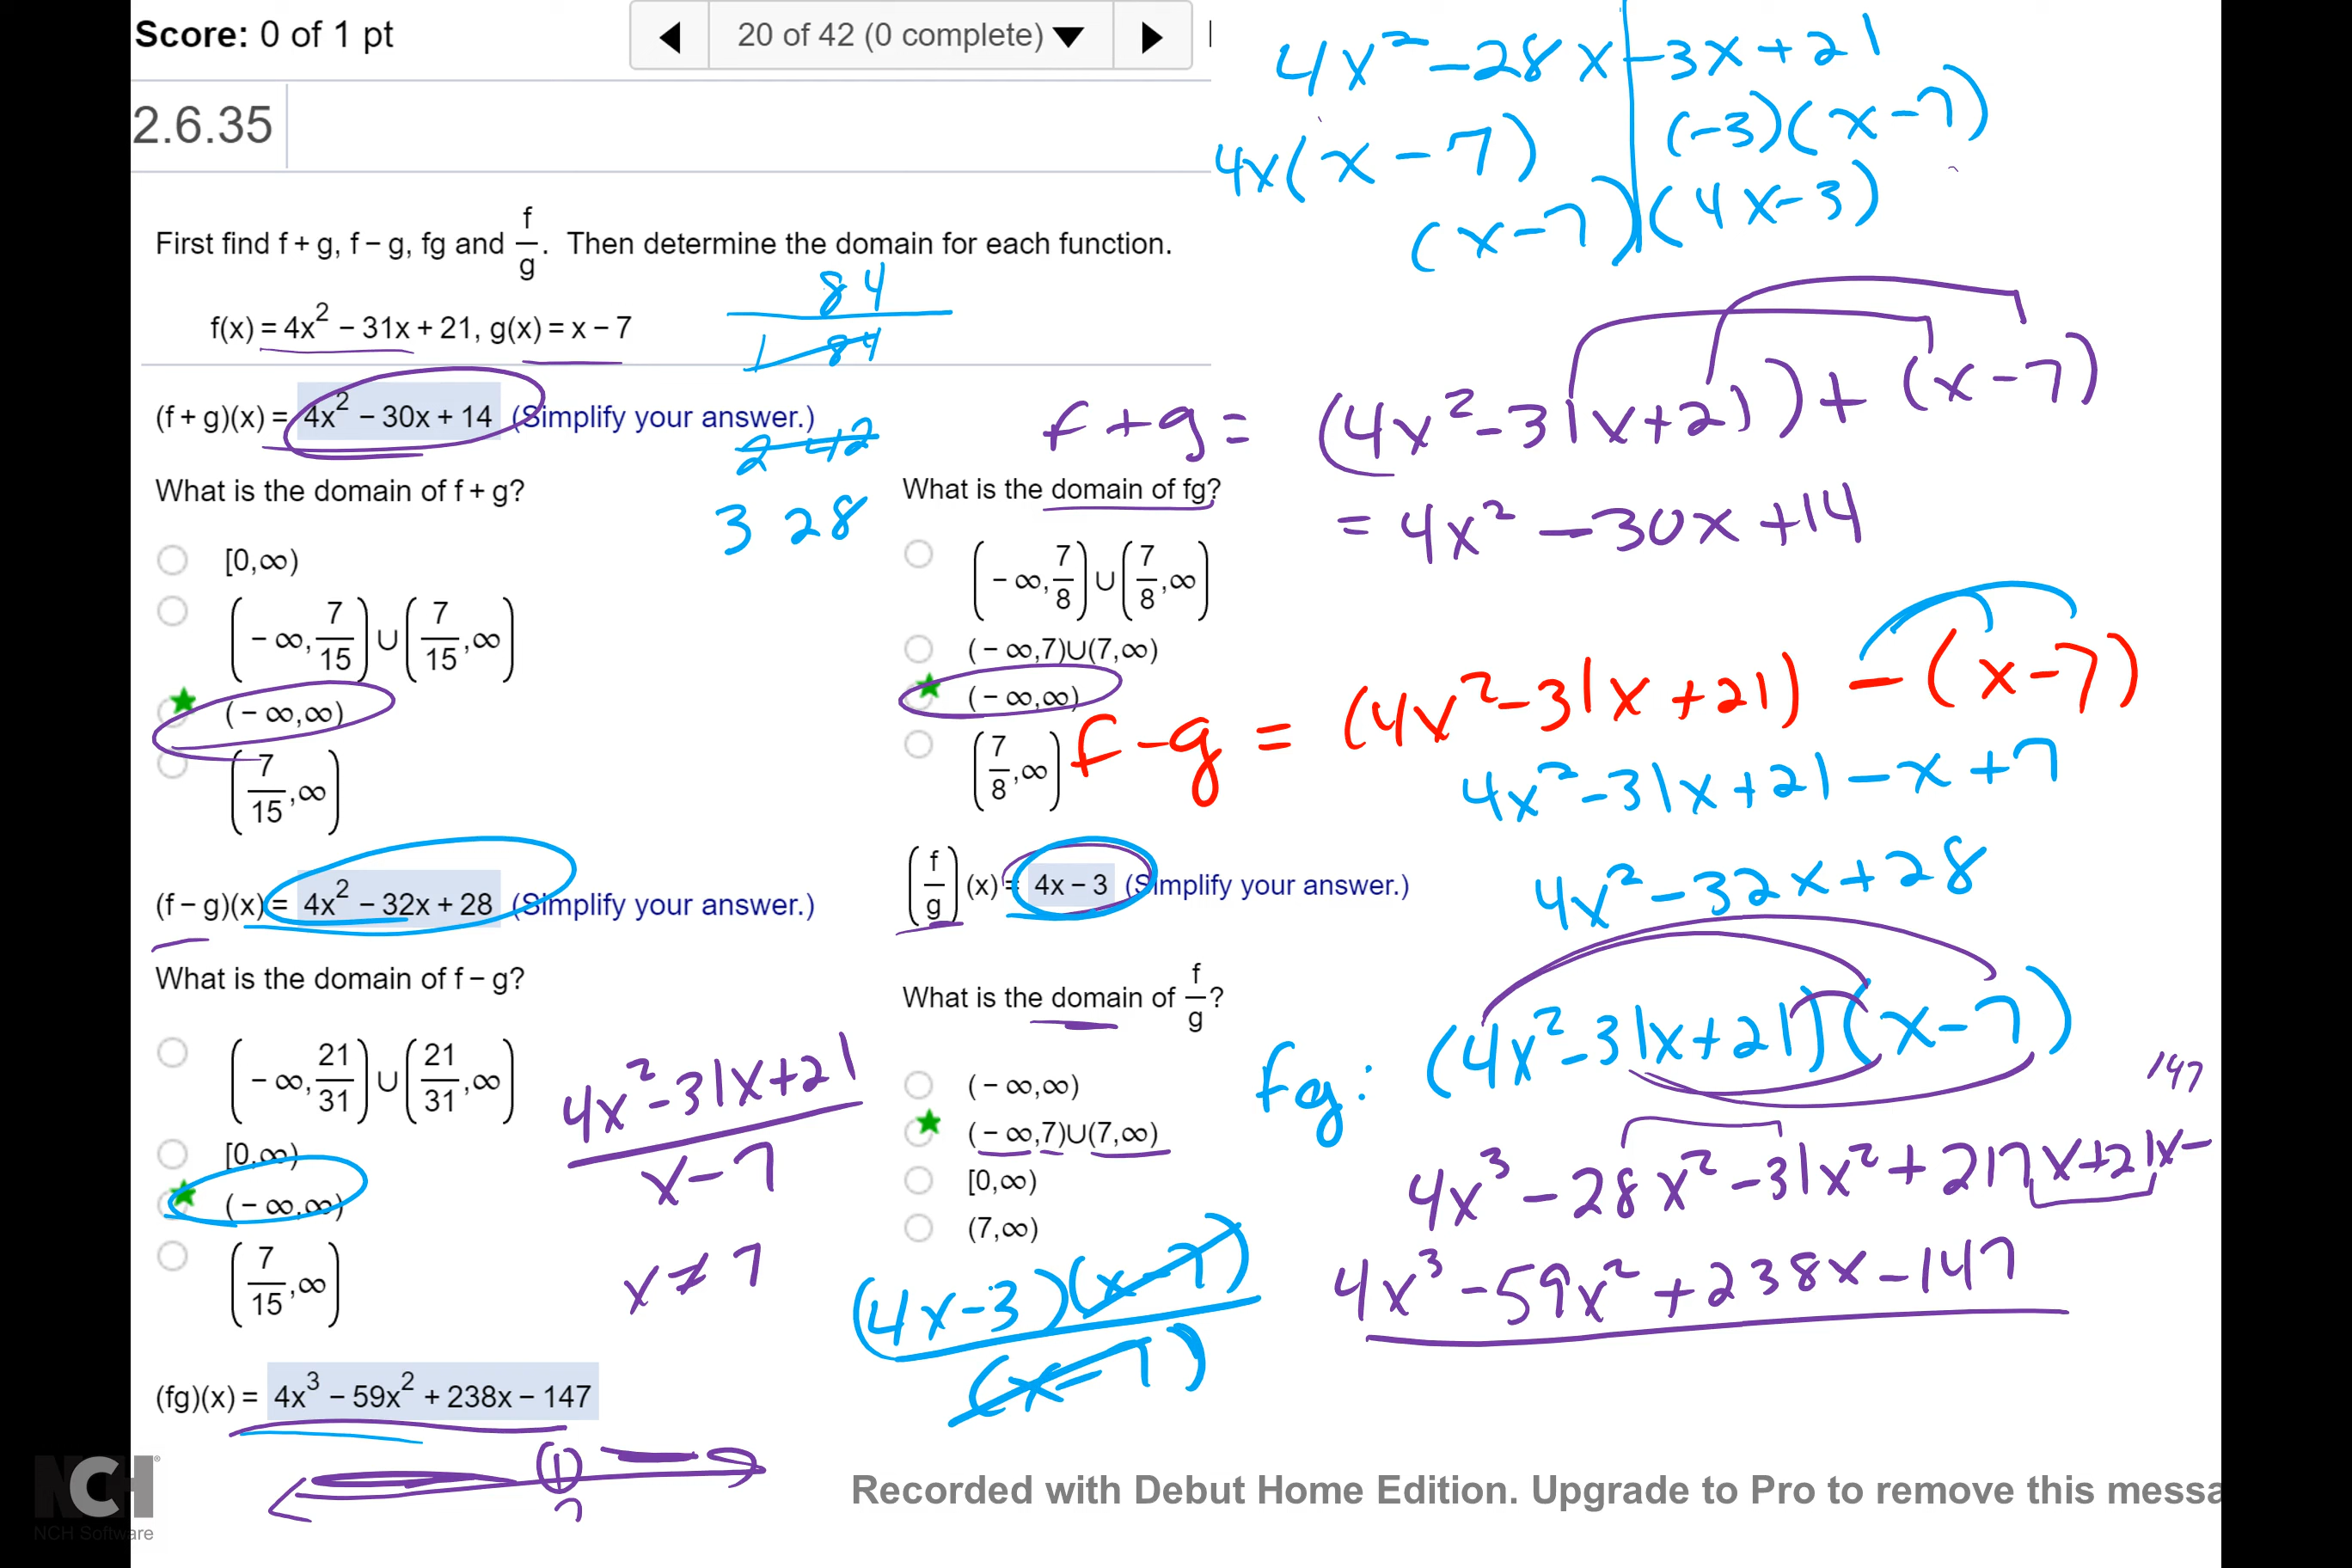 Score: 0 of 1 pt
20 of 42 (0 complete)
2.6.35
First find f + g, f − g, fg and f/g. Then determine the domain for each function.
f(x) = 4x² − 31x + 21, g(x) = x − 7
84
1 84
2 42
3 28
(f + g)(x) = 4x² − 30x + 14 (Simplify your answer.)
What is the domain of f + g?
[0,∞)
(− ∞, 7/15) ∪ (7/15, ∞)
(− ∞,∞)
(7/15, ∞)
(f − g)(x) = 4x² − 32x + 28 (Simplify your answer.)
What is the domain of f − g?
(− ∞, 21/31) ∪ (21/31, ∞)
[0,∞)
(− ∞,∞)
(7/15, ∞)
(fg)(x) = 4x³ − 59x² + 238x − 147
4x² − 31x + 21
x − 7
x ≠ 7
7
What is the domain of fg?
(− ∞, 7/8) ∪ (7/8, ∞)
(− ∞,7)∪(7,∞)
(− ∞,∞)
(7/8, ∞)
(f/g)(x) = 4x − 3 (Simplify your answer.)
What is the domain of f/g?
(− ∞,∞)
(− ∞,7)∪(7,∞)
[0,∞)
(7,∞)
(4x − 3)(x − 7)
(x − 7)
4x² − 28x − 3x + 21
4x(x − 7) (−3)(x − 7)
(x − 7)(4x − 3)
f + g = (4x² − 31x + 21) + (x − 7)
= 4x² − 30x + 14
f − g = (4x² − 31x + 21) − (x − 7)
4x² − 31x + 21 − x + 7
4x² − 32x + 28
fg: (4x² − 31x + 21)(x − 7)
147
4x³ − 28x² − 31x² + 217x + 21x −
4x³ − 59x² + 238x − 147
NCH
NCH Software
Recorded with Debut Home Edition. Upgrade to Pro to remove this messa